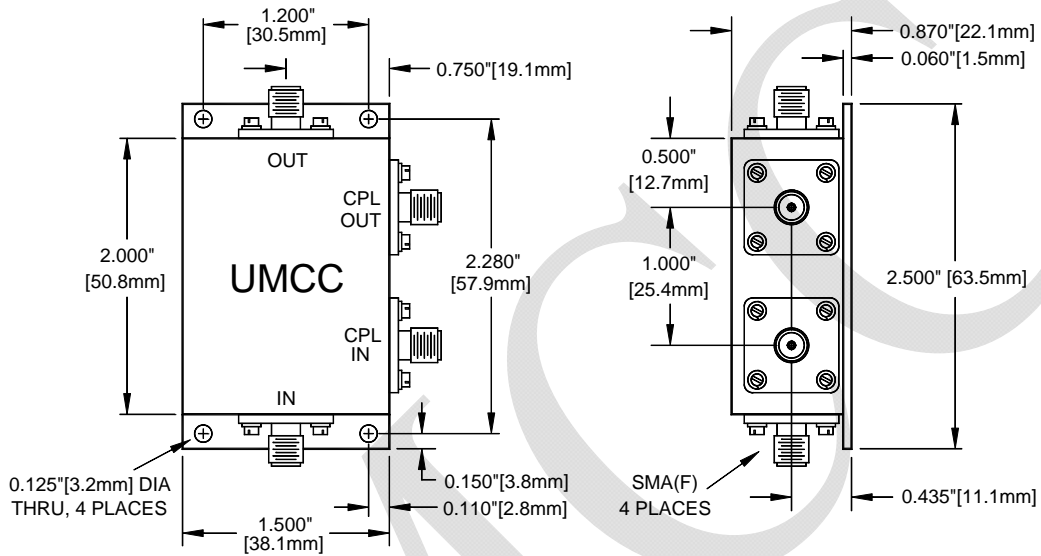 1.200"
[30.5mm]
0.750"[19.1mm]
OUT
CPL
OUT
2.000"
[50.8mm]
UMCC
2.280"
[57.9mm]
CPL
IN
IN
0.125"[3.2mm] DIA
THRU, 4 PLACES
0.150"[3.8mm]
0.110"[2.8mm]
1.500"
[38.1mm]
0.870"[22.1mm]
0.060"[1.5mm]
0.500"
[12.7mm]
1.000"
[25.4mm]
2.500" [63.5mm]
SMA(F)
4 PLACES
0.435"[11.1mm]